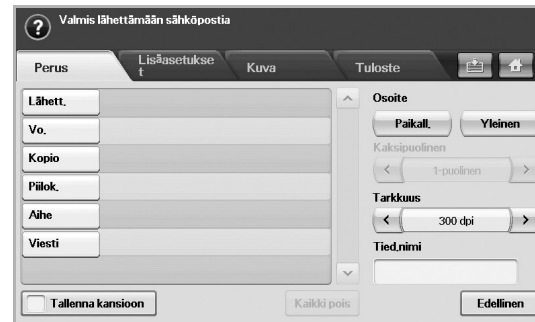 Valmis lähettämään sähköpostia
Perus
Lisäasetukse
t
Kuva
Tuloste
Lähett.
Vo.
Kopio
Piilok.
Aihe
Viesti
Osoite
Paikall.
Yleinen
Kaksipuolinen
1-puolinen
Tarkkuus
300 dpi
Tied.nimi
Tallenna kansioon
Kaikki pois
Edellinen